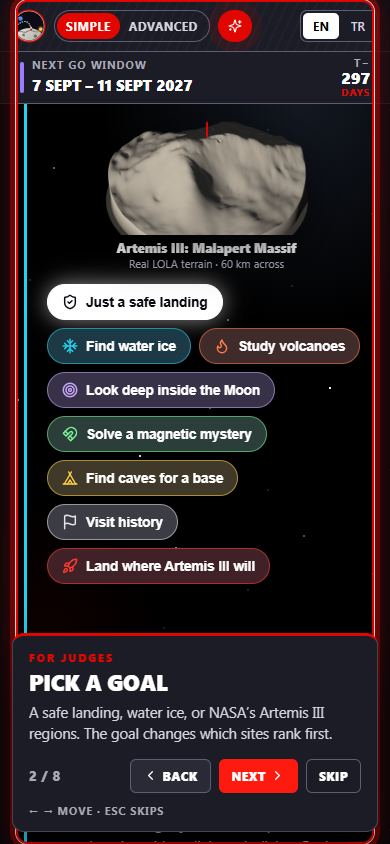 SIMPLE ADVANCED EN TR
NEXT GO WINDOW
7 SEPT – 11 SEPT 2027
T–
297
DAYS
Artemis III: Malapert Massif
Real LOLA terrain · 60 km across
Just a safe landing
Find water ice Study volcanoes
Look deep inside the Moon
Solve a magnetic mystery
Find caves for a base
Visit history
Land where Artemis III will
FOR JUDGES
PICK A GOAL
A safe landing, water ice, or NASA's Artemis III
regions. The goal changes which sites rank first.
2 / 8 BACK NEXT SKIP
← → MOVE · ESC SKIPS